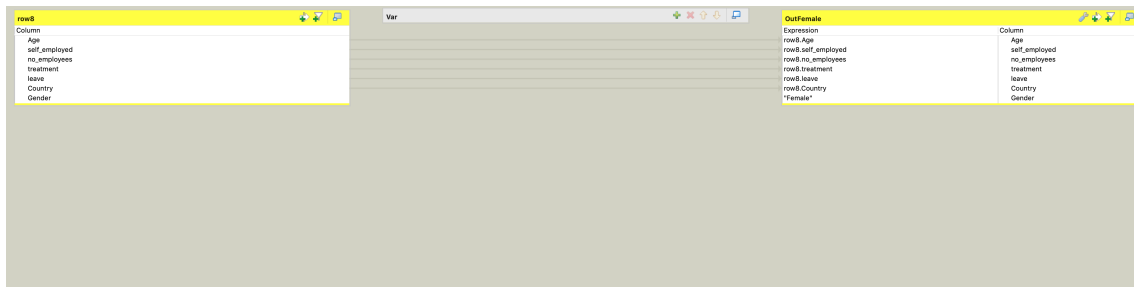 row8
Column
Age
self_employed
no_employees
treatment
leave
Country
Gender
Var
OutFemale
Expression Column
row8.Age Age
row8.self_employed self_employed
row8.no_employees no_employees
row8.treatment treatment
row8.leave leave
row8.Country Country
"Female" Gender